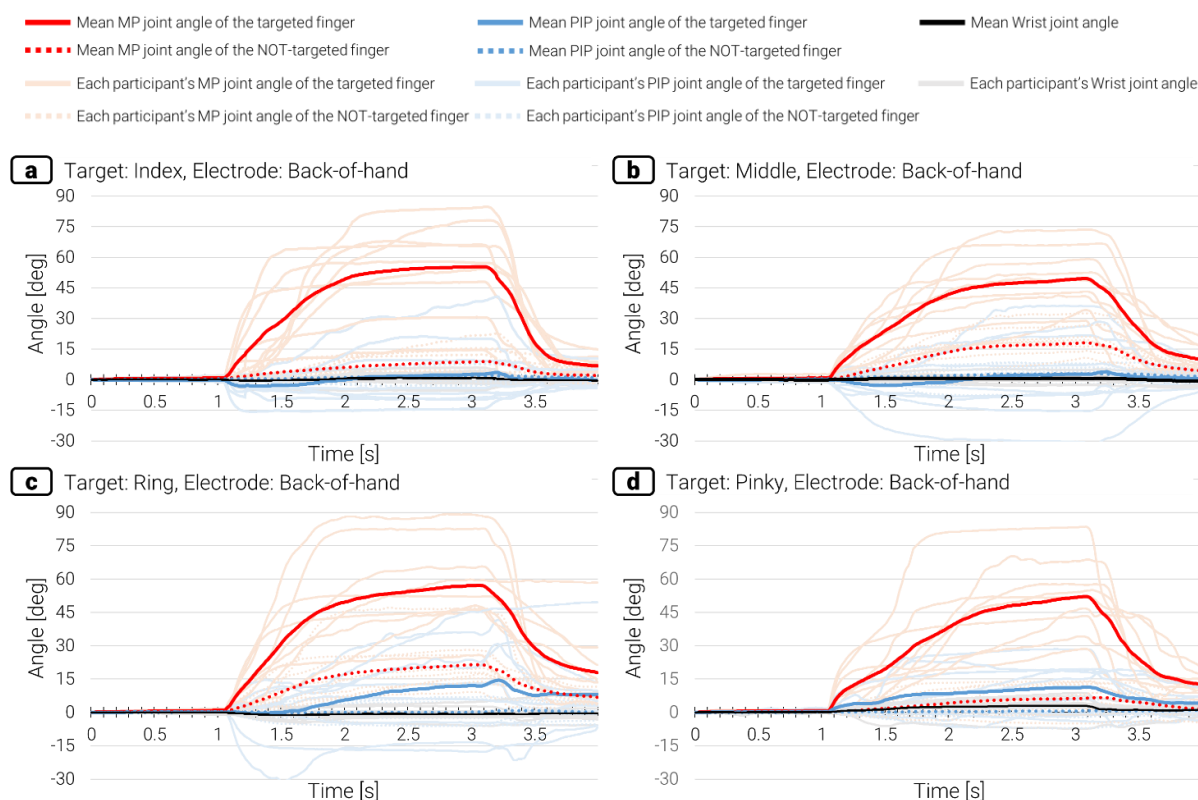 Mean MP joint angle of the targeted finger
Mean PIP joint angle of the targeted finger
Mean Wrist joint angle
Mean MP joint angle of the NOT-targeted finger
Mean PIP joint angle of the NOT-targeted finger
Each participant's MP joint angle of the targeted finger
Each participant's PIP joint angle of the targeted finger
Each participant's Wrist joint angle
Each participant's MP joint angle of the NOT-targeted finger
Each participant's PIP joint angle of the NOT-targeted finger
a Target: Index, Electrode: Back-of-hand
90
75
60
45
30
15
0
-15
-30
Angle [deg]
0 0.5 1 1.5 2 2.5 3 3.5
Time [s]
b Target: Middle, Electrode: Back-of-hand
90
75
60
45
30
15
0
-15
-30
Angle [deg]
0 0.5 1 1.5 2 2.5 3 3.5
Time [s]
c Target: Ring, Electrode: Back-of-hand
90
75
60
45
30
15
0
-15
-30
Angle [deg]
0 0.5 1 1.5 2 2.5 3 3.5
Time [s]
d Target: Pinky, Electrode: Back-of-hand
90
75
60
45
30
15
0
-15
-30
Angle [deg]
0 0.5 1 1.5 2 2.5 3 3.5
Time [s]